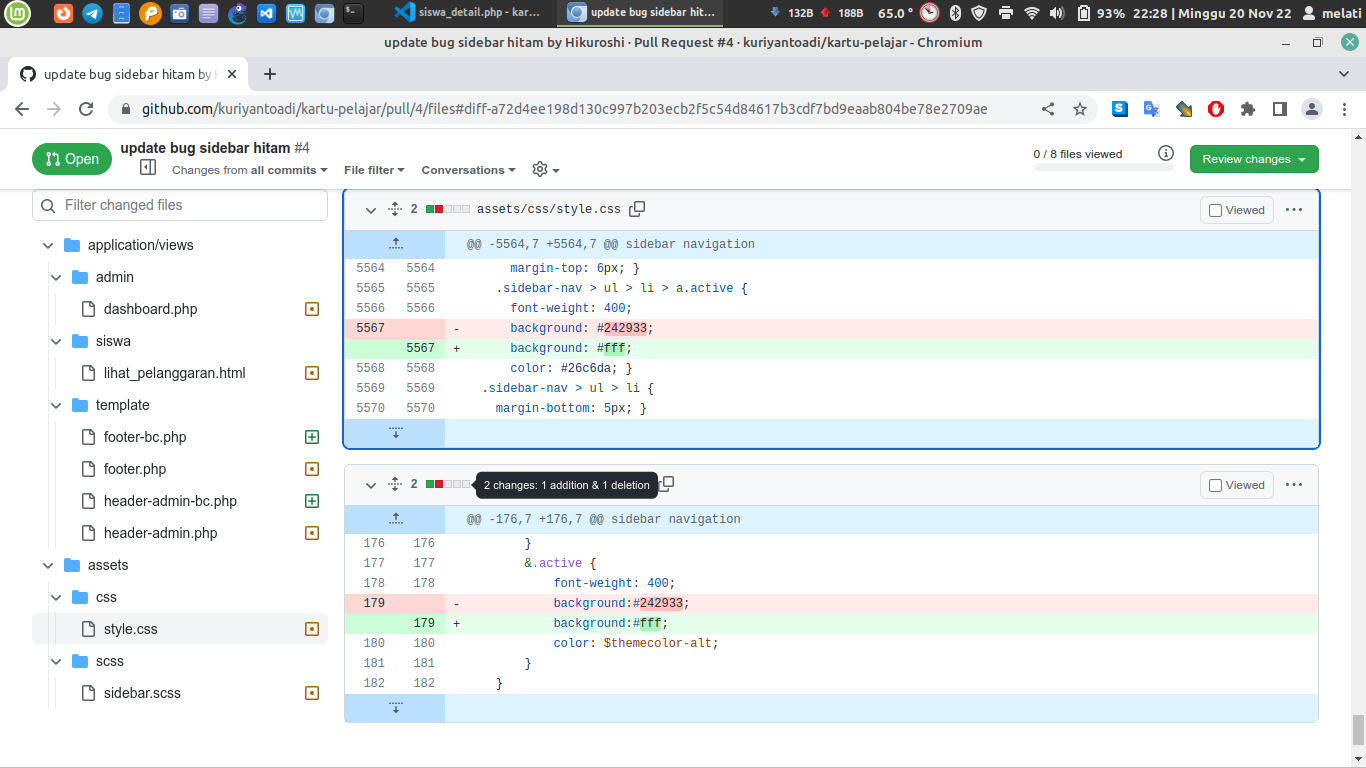 siswa_detail.php - kar...
update bug sidebar hit...
132B 188B 65.0° 93% 22:28 | Minggu 20 Nov 22 melati
update bug sidebar hitam by Hikuroshi · Pull Request #4 · kuriyantoadi/kartu-pelajar - Chromium
update bug sidebar hitam by
github.com/kuriyantoadi/kartu-pelajar/pull/4/files#diff-a72d4ee198d130c997b203ecb2f5c54d84617b3cdf7bd9eaab804be78e2709ae
Open
update bug sidebar hitam #4
Changes from all commits File filter Conversations
0 / 8 files viewed
Review changes
Filter changed files
application/views
admin
dashboard.php
siswa
lihat_pelanggaran.html
template
footer-bc.php
footer.php
header-admin-bc.php
header-admin.php
assets
css
style.css
scss
sidebar.scss
2 assets/css/style.css Viewed
@@ -5564,7 +5564,7 @@ sidebar navigation
5564 5564 margin-top: 6px; }
5565 5565 .sidebar-nav > ul > li > a.active {
5566 5566 font-weight: 400;
5567 - background: #242933;
5567 + background: #fff;
5568 5568 color: #26c6da; }
5569 5569 .sidebar-nav > ul > li {
5570 5570 margin-bottom: 5px; }
2 2 changes: 1 addition & 1 deletion Viewed
@@ -176,7 +176,7 @@ sidebar navigation
176 176 }
177 177 &.active {
178 178 font-weight: 400;
179 - background:#242933;
179 + background:#fff;
180 180 color: $themecolor-alt;
181 181 }
182 182 }